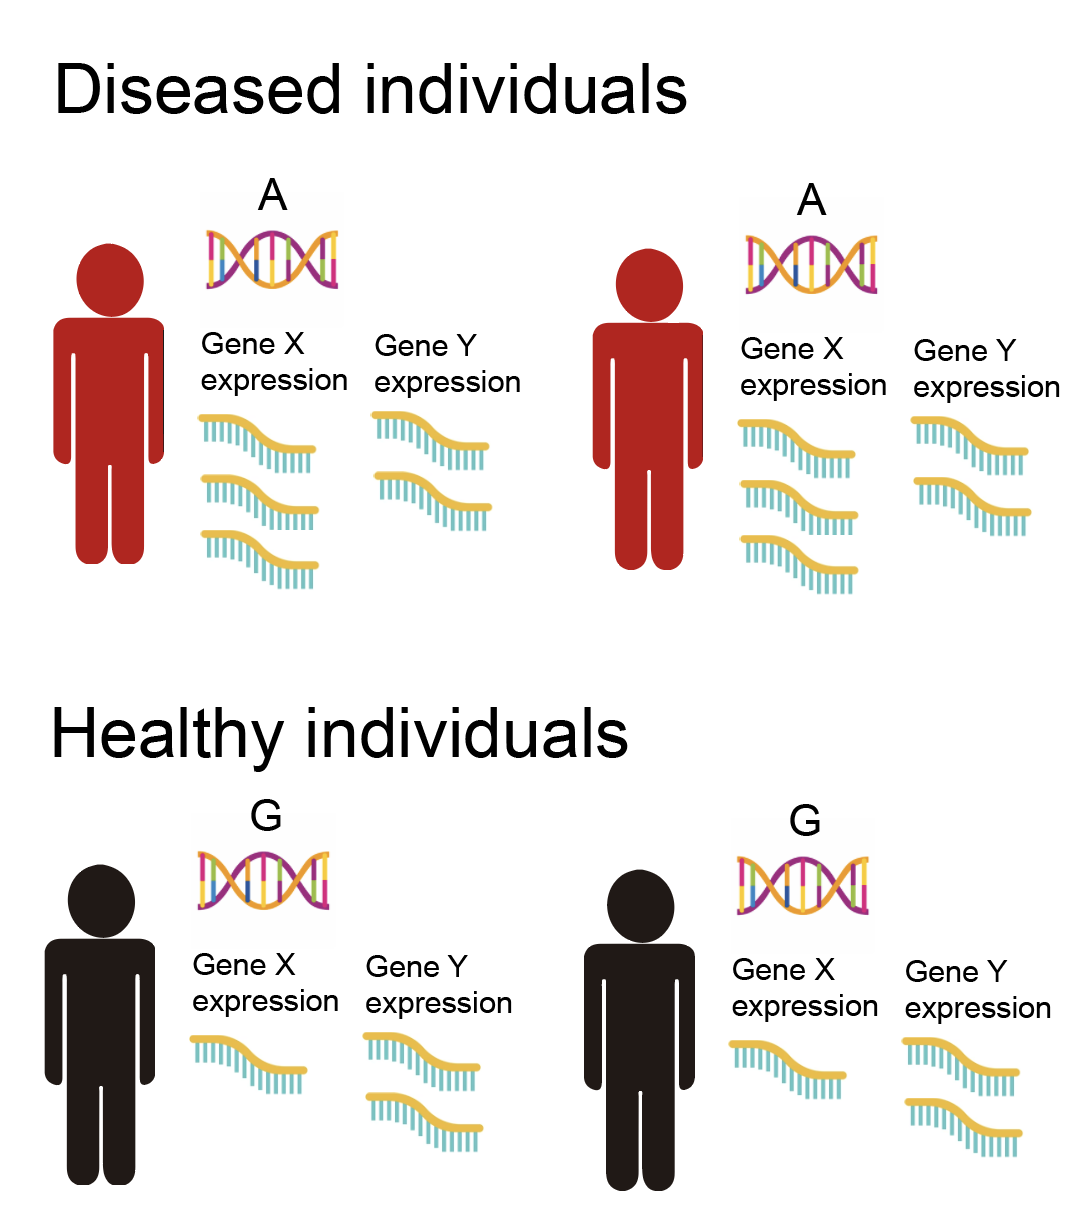 Diseased individuals
A
A
Gene X
expression
Gene Y
expression
Gene X
expression
Gene Y
expression
Healthy individuals
G
G
Gene X
expression
Gene Y
expression
Gene X
expression
Gene Y
expression